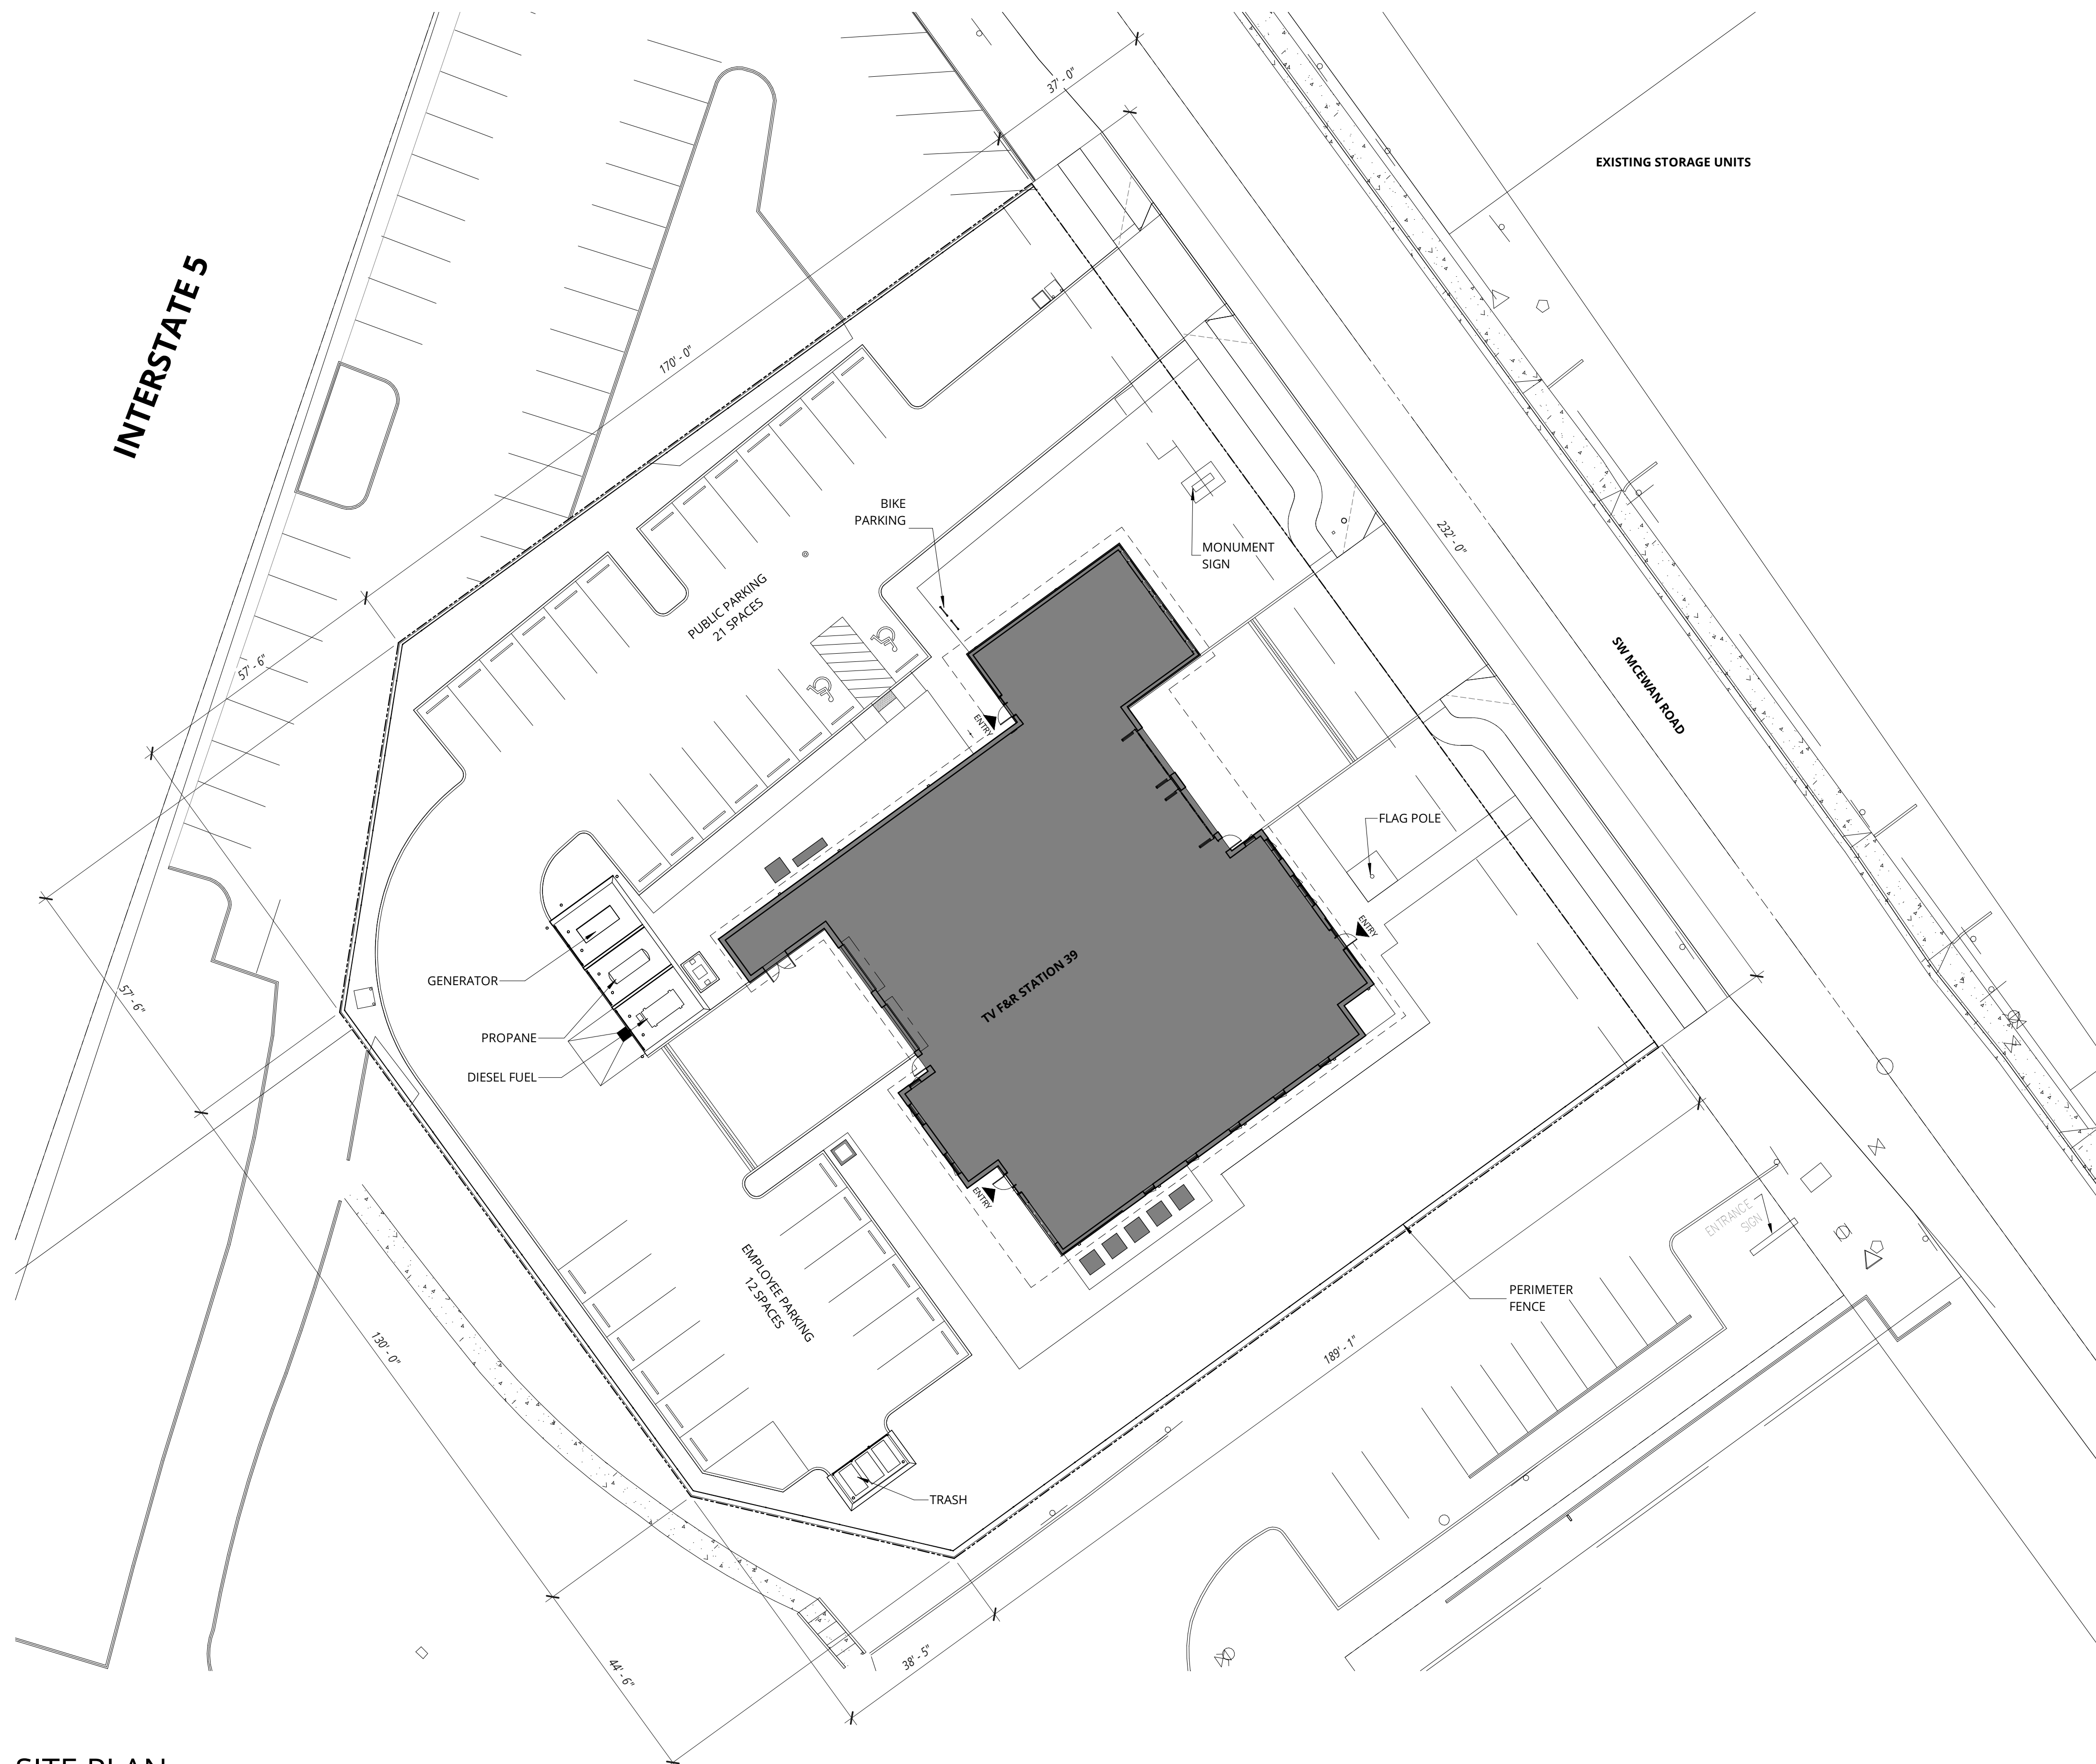 37' - 0"
EXISTING STORAGE UNITS
INTERSTATE 5
170' - 0"
BIKE
PARKING
MONUMENT
SIGN
232' - 0"
PUBLIC PARKING
21 SPACES
57' - 6"
ENTRY
SW MCEWAN ROAD
FLAG POLE
ENTRY
GENERATOR
TV F&R STATION 39
57' - 6"
PROPANE
DIESEL FUEL
ENTRY
ENTRANCE
SIGN
EMPLOYEE PARKING
12 SPACES
PERIMETER
FENCE
130' - 0"
189' - 1"
TRASH
38' - 5"
44' - 6"
SITE PLAN